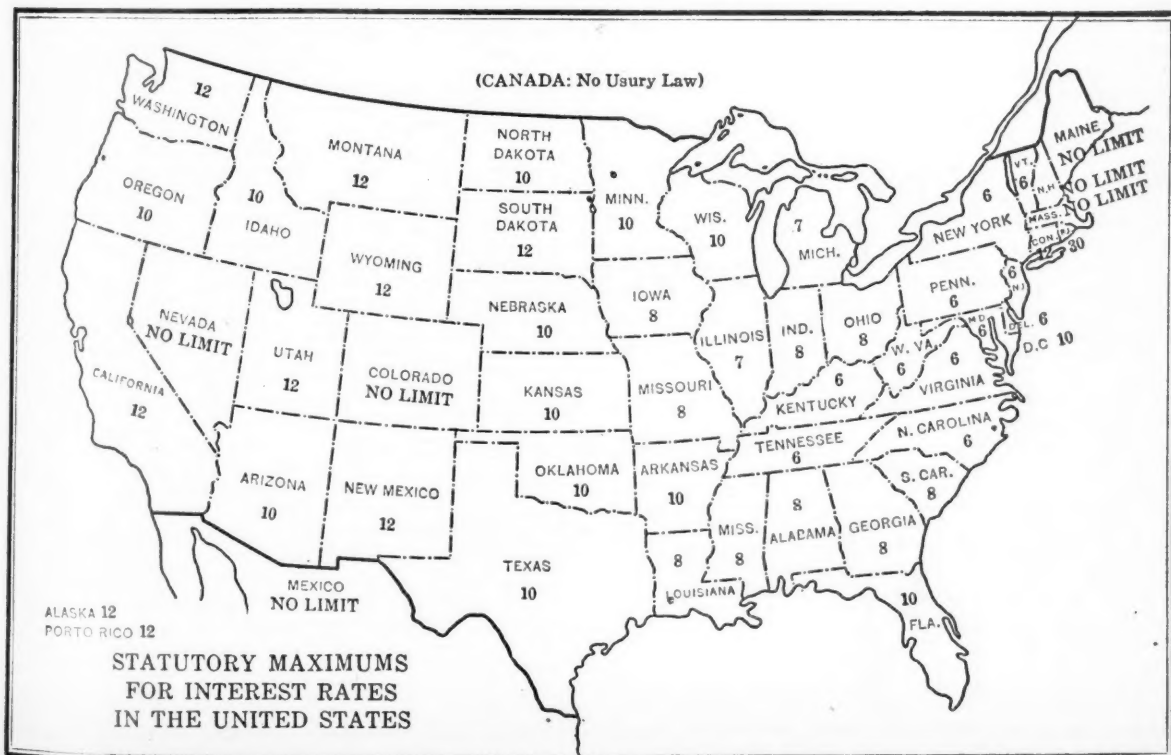 (CANADA: No Usury Law)
12
WASHINGTON
MONTANA
12
NORTH
DAKOTA
10
MINN.
10
OREGON
10
10
IDAHO
SOUTH
DAKOTA
12
WYOMING
12
WIS.
10
7
MICH.
MAINE
NO LIMIT
VT.
6
N.H.
NO LIMIT
MASS.
NO LIMIT
6
NEW YORK
CON.
R.I.
12
30
NEVADA
NO LIMIT
UTAH
12
COLORADO
NO LIMIT
NEBRASKA
10
IOWA
8
ILLINOIS
7
IND.
8
OHIO
8
PENN.
6
6
N.J.
MD.
6
DEL. 6
D.C 10
W. VA.
6
6
VIRGINIA
CALIFORNIA
12
KANSAS
10
MISSOURI
8
6
KENTUCKY
TENNESSEE
6
N. CAROLINA
6
ARIZONA
10
NEW MEXICO
12
OKLAHOMA
10
ARKANSAS
10
S. CAR.
8
MISS.
8
8
ALABAMA
GEORGIA
8
TEXAS
10
8
LOUISIANA
10
FLA.
MEXICO
NO LIMIT
ALASKA 12
PORTO RICO 12
STATUTORY MAXIMUMS
FOR INTEREST RATES
IN THE UNITED STATES